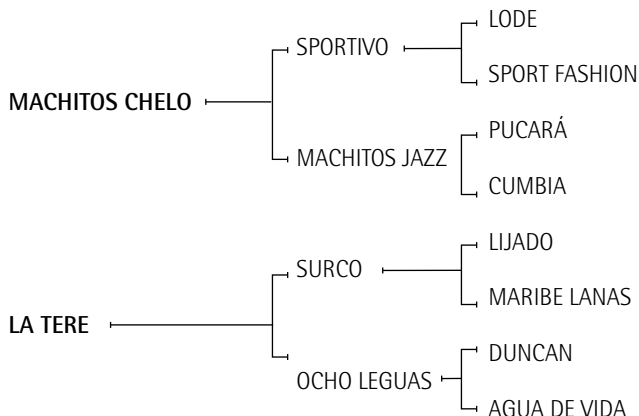 LODE
SPORTIVO
SPORT FASHION
MACHITOS CHELO
PUCARÁ
MACHITOS JAZZ
CUMBIA
LIJADO
SURCO
MARIBE LANAS
LA TERE
DUNCAN
OCHO LEGUAS
AGUA DE VIDA